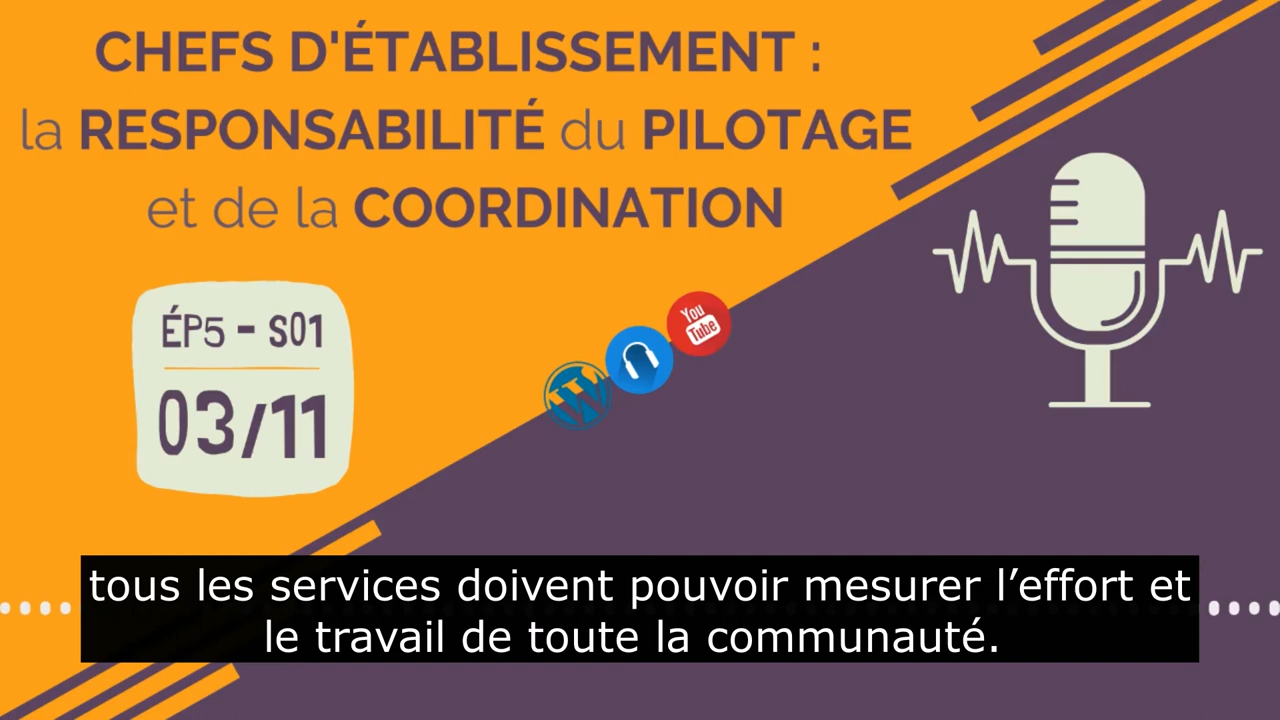 CHEFS D'ÉTABLISSEMENT :
la RESPONSABILITÉ du PILOTAGE
et de la COORDINATION
ÉP5 - S01
03/11
You
Tube
W
tous les services doivent pouvoir mesurer l’effort et
le travail de toute la communauté.